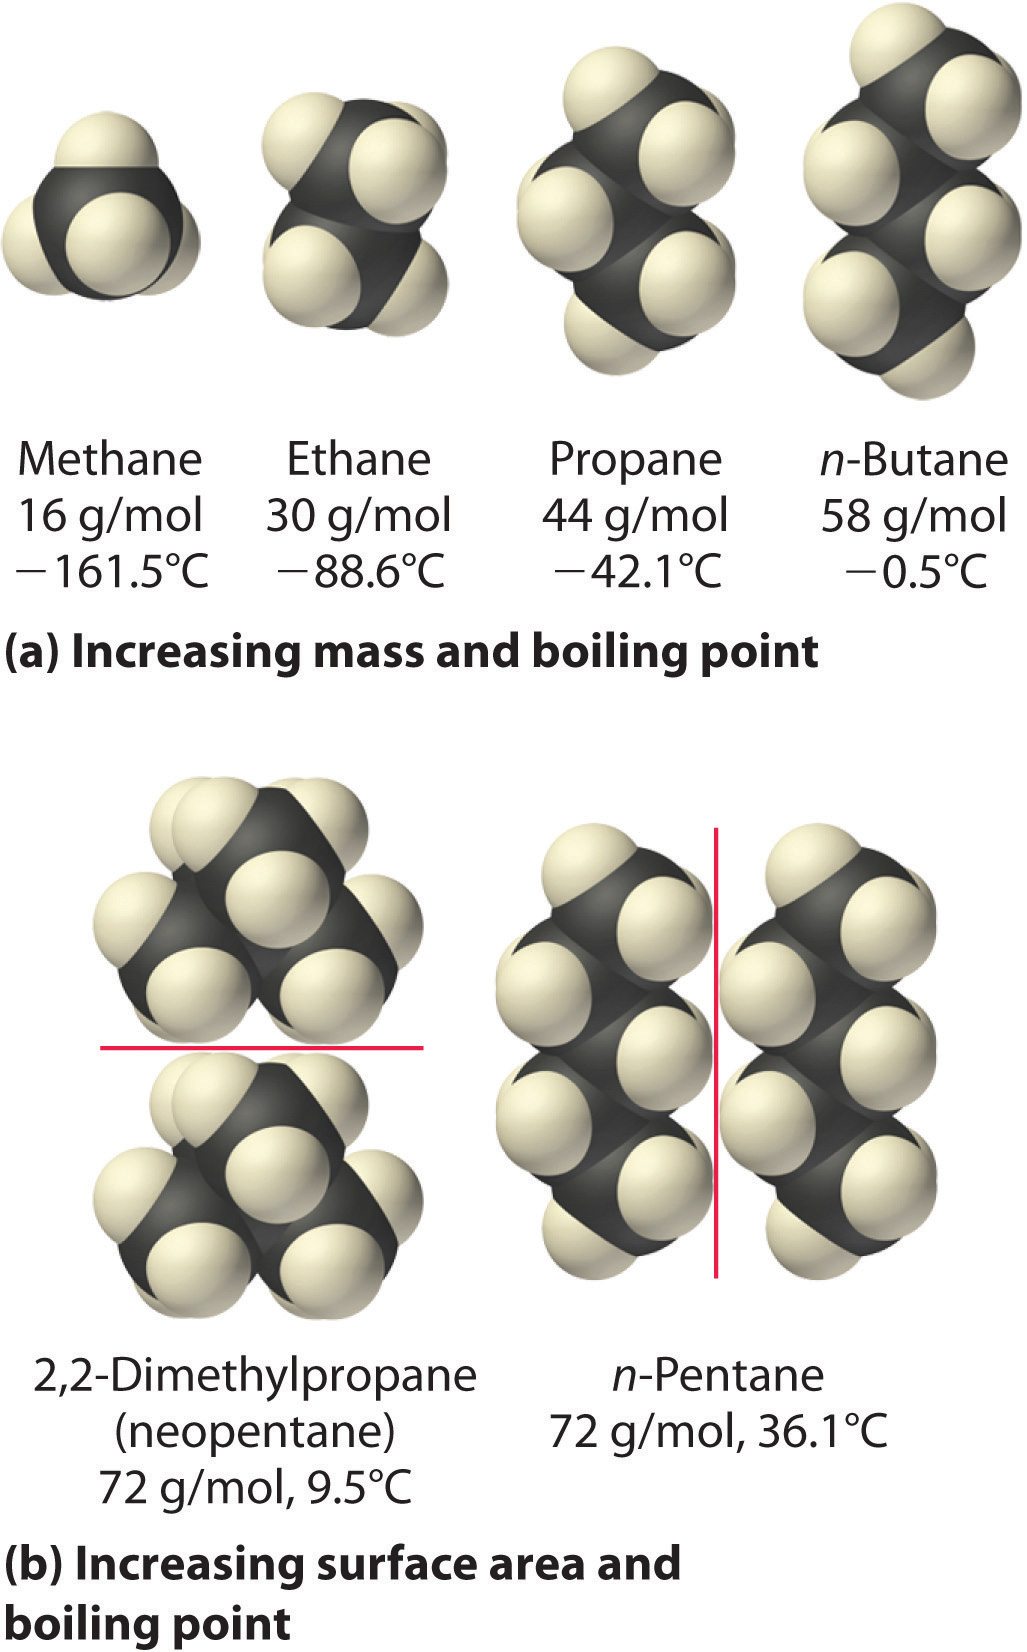 Methane
16 g/mol
−161.5°C
Ethane
30 g/mol
−88.6°C
Propane
44 g/mol
−42.1°C
n-Butane
58 g/mol
−0.5°C
(a) Increasing mass and boiling point
2,2-Dimethylpropane
(neopentane)
72 g/mol, 9.5°C
n-Pentane
72 g/mol, 36.1°C
(b) Increasing surface area and
boiling point